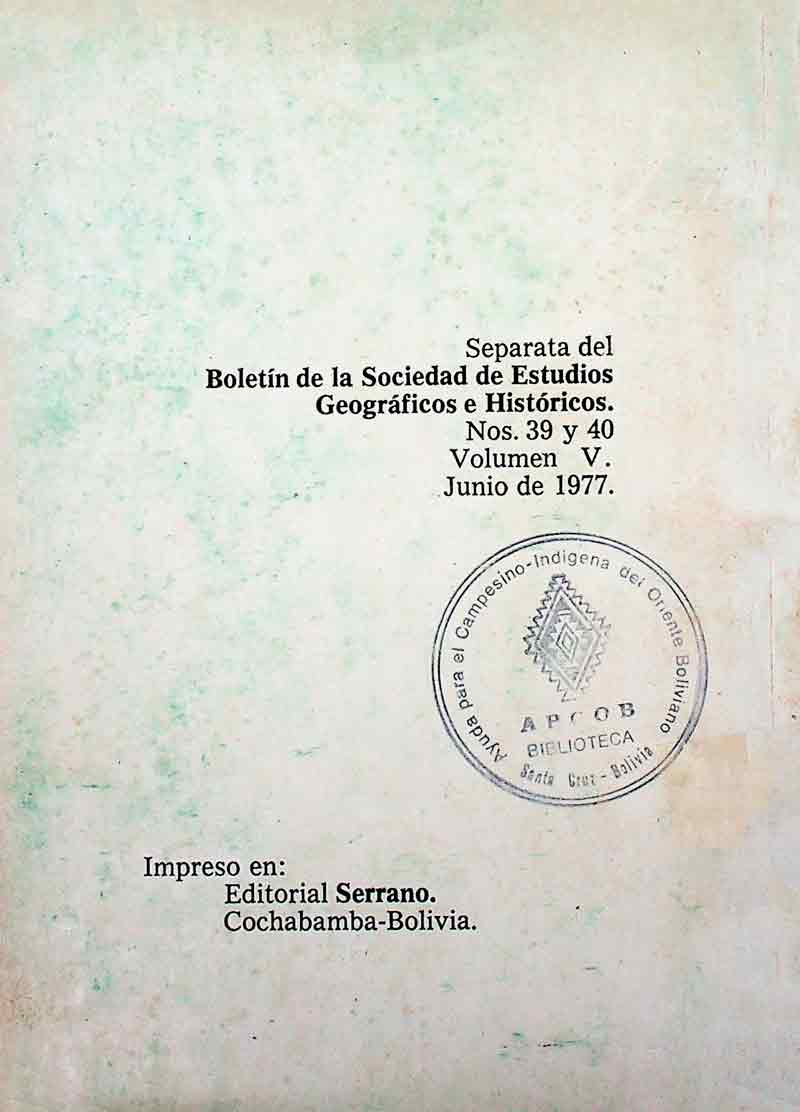 Separata del
Boletín de la Sociedad de Estudios
Geográficos e Históricos.
Nos. 39 y 40
Volumen V.
Junio de 1977.
Ayuda para el Campesino-Indigena del Oriente Boliviano
APCOB
BIBLIOTECA
Santa Cruz - Bolivia
Impreso en:
Editorial Serrano.
Cochabamba-Bolivia.